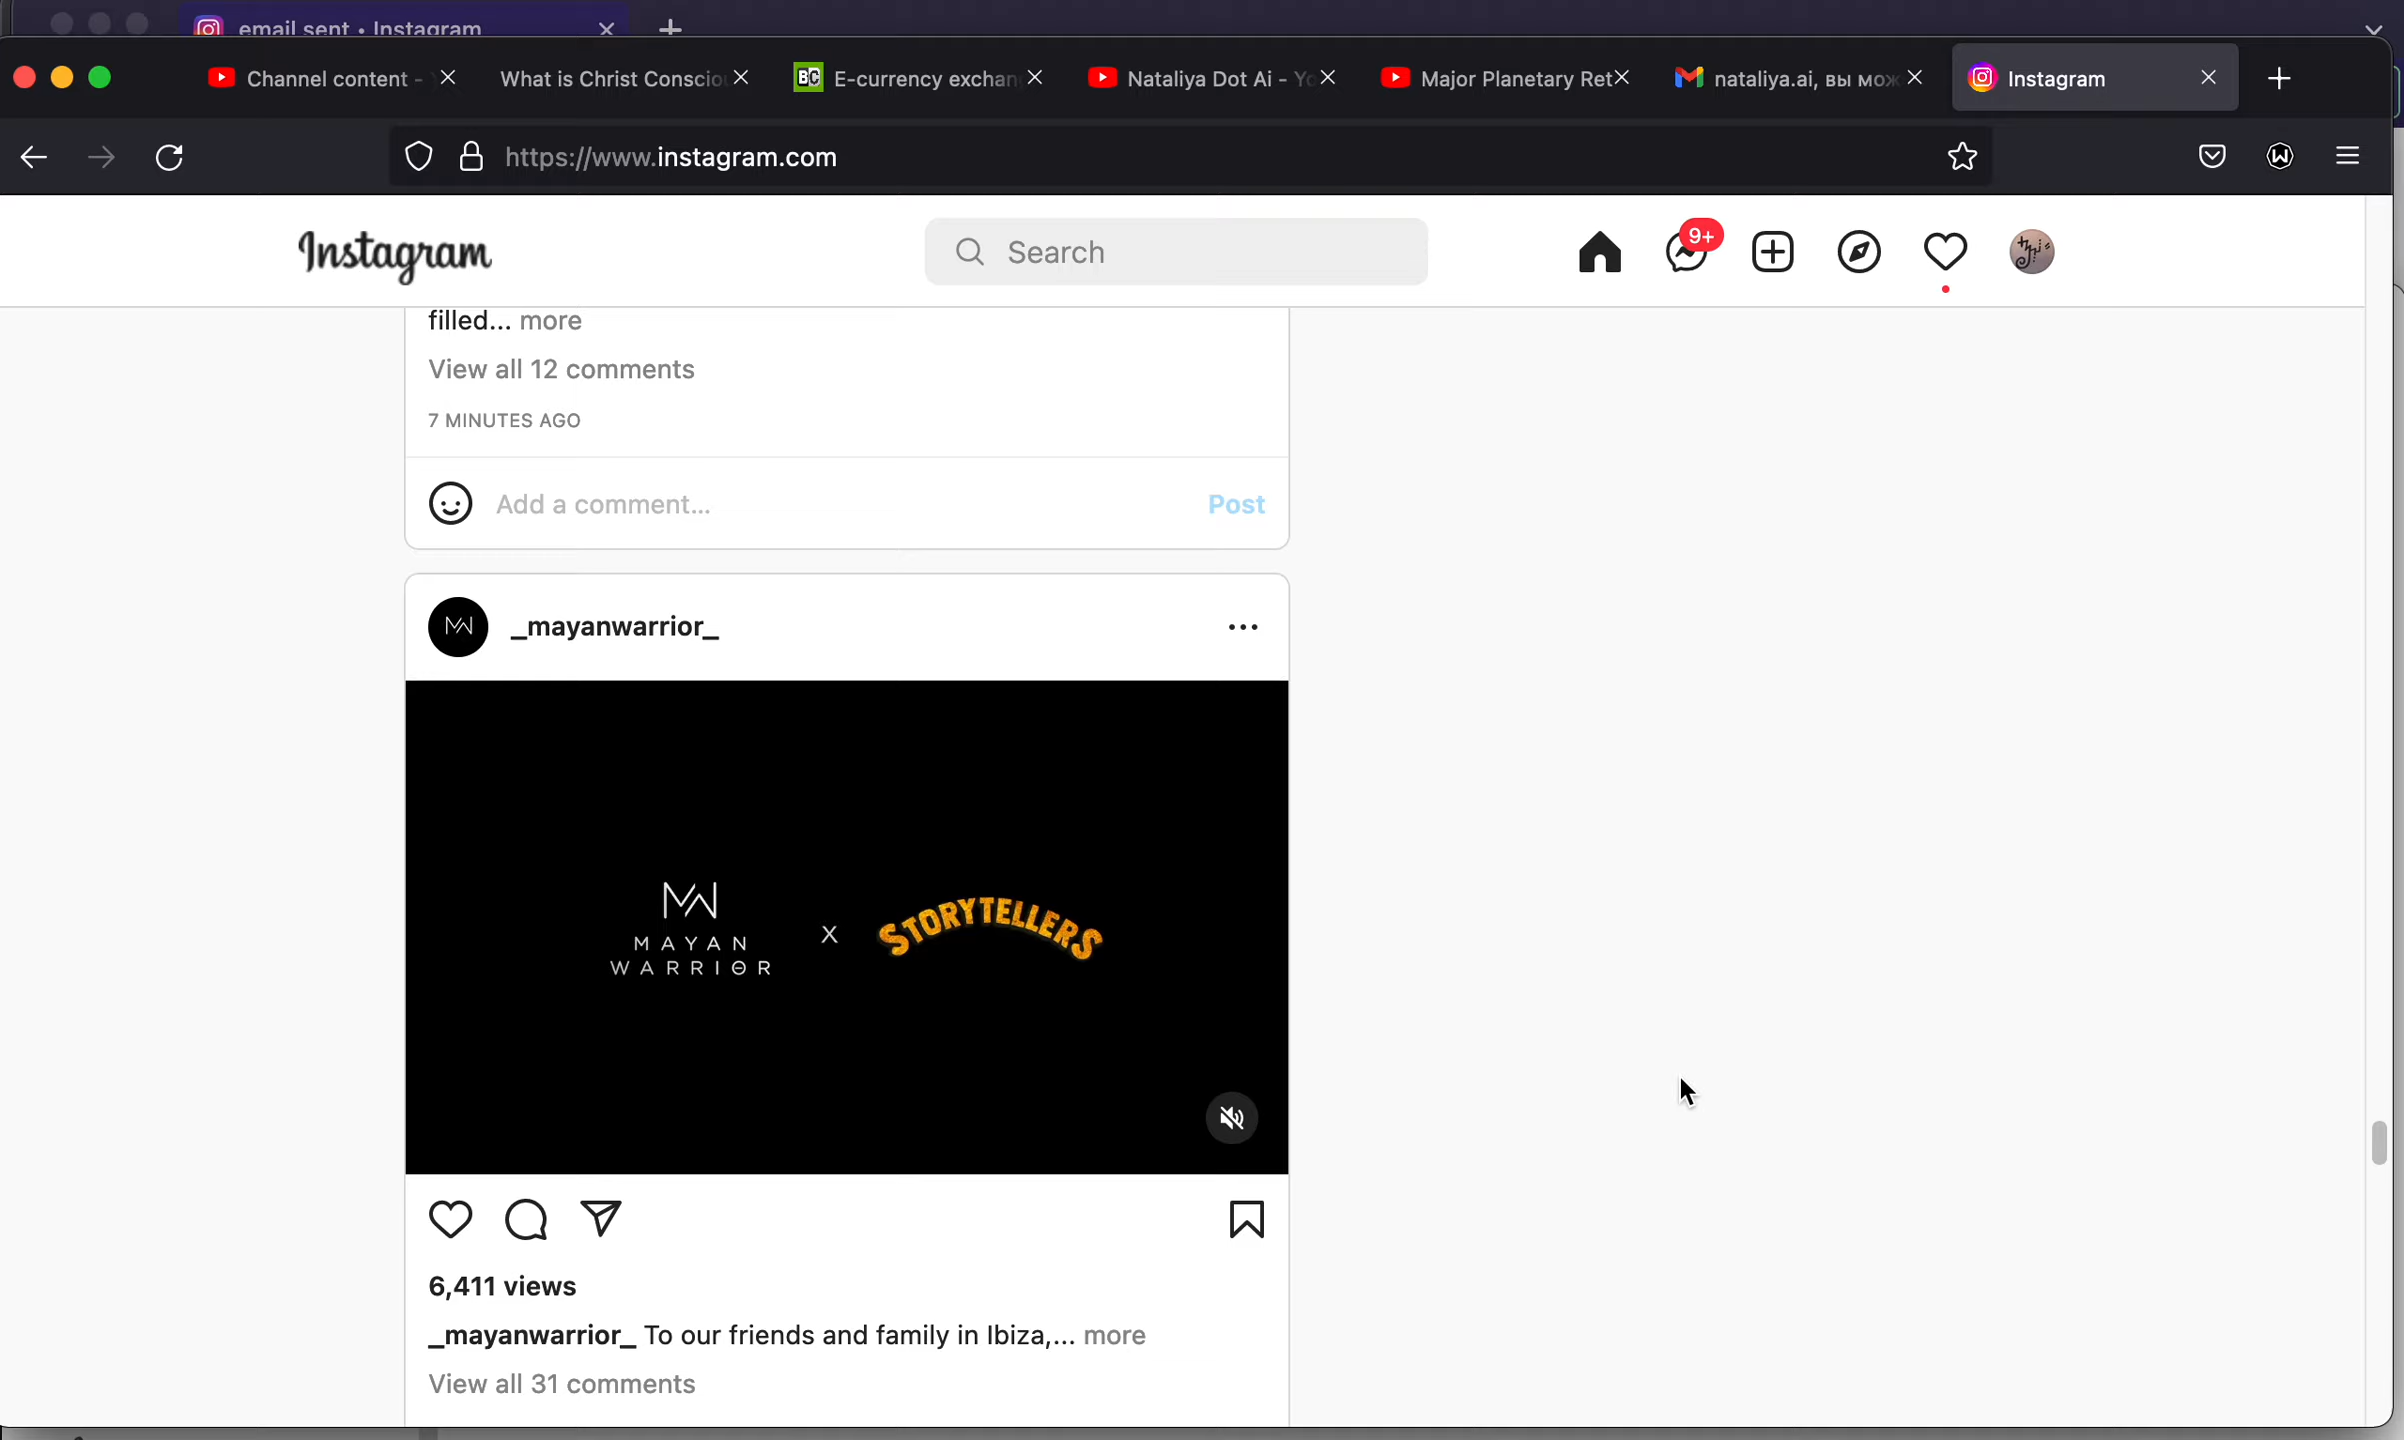 email sent • Instagram
Channel content -
What is Christ Conscio
E-currency exchan
Nataliya Dot Ai - Yo
Major Planetary Ret
nataliya.ai, вы мож
Instagram
https://www.instagram.com
Instagram
Search
9+
filled... more
View all 12 comments
7 MINUTES AGO
Add a comment...
Post
_mayanwarrior_
MAYAN
WARRIOR
X
STORYTELLERS
6,411 views
_mayanwarrior_ To our friends and family in Ibiza,... more
View all 31 comments